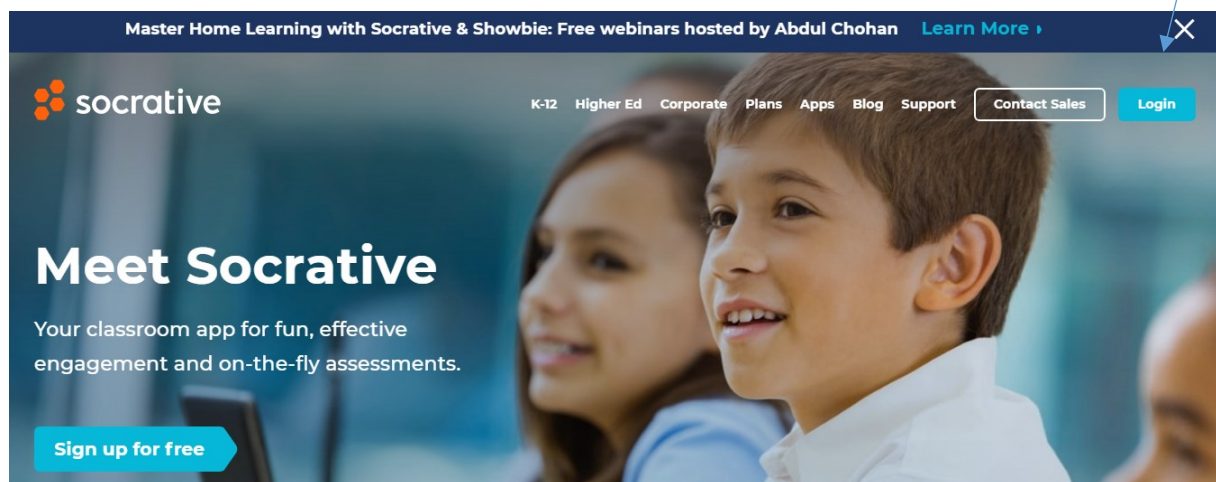 Master Home Learning with Socrative & Showbie: Free webinars hosted by Abdul Chohan Learn More
socrative
K-12 Higher Ed Corporate Plans Apps Blog Support Contact Sales Login
Meet Socrative
Your classroom app for fun, effective
engagement and on-the-fly assessments.
Sign up for free